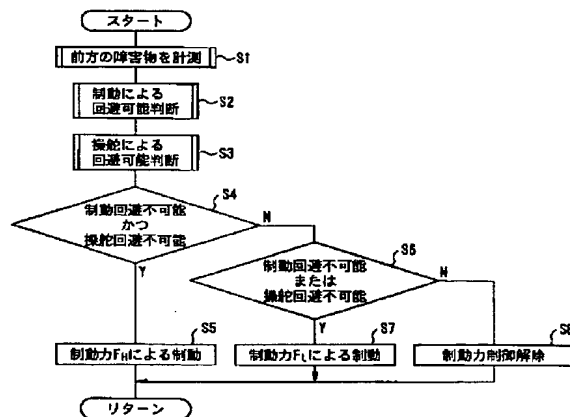 スタート
前方の障害物を計測
S1
制動による
回避可能判断
S2
操舵による
回避可能判断
S3
S4
制動回避不可能
かつ
操舵回避不可能
N
Y
S6
制動回避不可能
または
操舵回避不可能
N
Y
S5
制動力FHによる制動
S7
制動力FLによる制動
S8
制動力制御解除
リターン